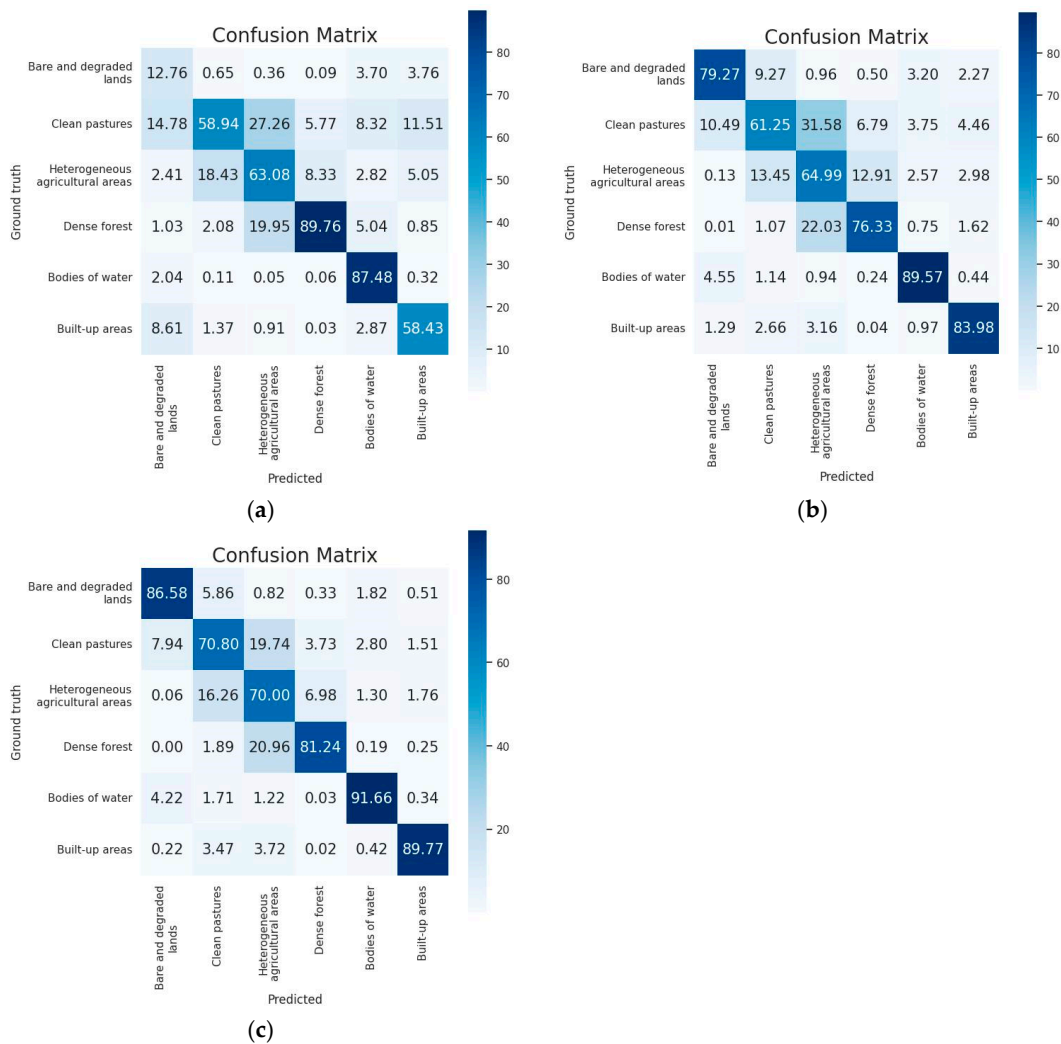 Confusion Matrix
Bare and degraded
lands
12.76 0.65 0.36 0.09 3.70 3.76
Clean pastures
14.78 58.94 27.26 5.77 8.32 11.51
Heterogeneous
agricultural areas
2.41 18.43 63.08 8.33 2.82 5.05
Dense forest
1.03 2.08 19.95 89.76 5.04 0.85
Bodies of water
2.04 0.11 0.05 0.06 87.48 0.32
Built-up areas
8.61 1.37 0.91 0.03 2.87 58.43
Ground truth
Bare and degraded
lands
Clean pastures
Heterogeneous
agricultural areas
Dense forest
Bodies of water
Built-up areas
Predicted
80
70
60
50
40
30
20
10
(a)
Confusion Matrix
Bare and degraded
lands
79.27 9.27 0.96 0.50 3.20 2.27
Clean pastures
10.49 61.25 31.58 6.79 3.75 4.46
Heterogeneous
agricultural areas
0.13 13.45 64.99 12.91 2.57 2.98
Dense forest
0.01 1.07 22.03 76.33 0.75 1.62
Bodies of water
4.55 1.14 0.94 0.24 89.57 0.44
Built-up areas
1.29 2.66 3.16 0.04 0.97 83.98
Ground truth
Bare and degraded
lands
Clean pastures
Heterogeneous
agricultural areas
Dense forest
Bodies of water
Built-up areas
Predicted
80
70
60
50
40
30
20
10
(b)
Confusion Matrix
Bare and degraded
lands
86.58 5.86 0.82 0.33 1.82 0.51
Clean pastures
7.94 70.80 19.74 3.73 2.80 1.51
Heterogeneous
agricultural areas
0.06 16.26 70.00 6.98 1.30 1.76
Dense forest
0.00 1.89 20.96 81.24 0.19 0.25
Bodies of water
4.22 1.71 1.22 0.03 91.66 0.34
Built-up areas
0.22 3.47 3.72 0.02 0.42 89.77
Ground truth
Bare and degraded
lands
Clean pastures
Heterogeneous
agricultural areas
Dense forest
Bodies of water
Built-up areas
Predicted
80
60
40
20
(c)